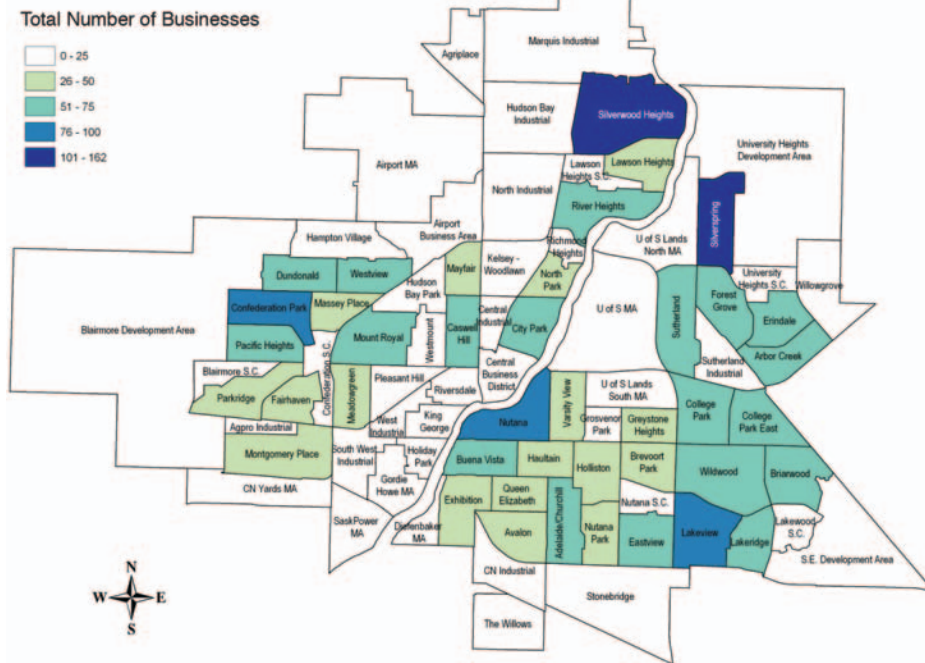 Total Number of Businesses
0 - 25
26 - 50
51 - 75
76 - 100
101 - 162
Marquis Industrial
Agriplace
Hudson Bay
Industrial
Silverwood Heights
University Heights
Development Area
Airport MA
Lawson
Heights S.C.
Lawson Heights
North Industrial
River Heights
Silverspring
Airport
Business Area
Hampton Village
Richmond
Heights
U of S Lands
North MA
Kelsey -
Woodlawn
Mayfair
Dundonald
Westview
Hudson
Bay Park
North
Park
University
Heights S.C.
Willowgrove
Confederation Park
Massey Place
Forest
Grove
Sutherland
U of S MA
Erindale
Central
Industrial
City Park
Blairmore Development Area
Mount Royal
Westmount
Caswell
Hill
Pacific Heights
Confederation S.C.
Arbor Creek
Sutherland
Industrial
Central
Business
District
Blairmore S.C.
Pleasant Hill
Parkridge
Fairhaven
Meadowgreen
Riversdale
U of S Lands
South MA
Varsity View
College
Park
College
Park East
Agpro Industrial
West
Industrial
King
George
Nutana
Grosvenor
Park
Greystone
Heights
Montgomery Place
South West
Industrial
Holiday
Park
Buena Vista
Haultain
Holliston
Brevoort
Park
Wildwood
Briarwood
Gordie
Howe MA
CN Yards MA
Exhibition
Queen
Elizabeth
Nutana S.C.
Lakewood
S.C.
SaskPower
MA
Diefenbaker
MA
Avalon
Adelaide/Churchill
Nutana
Park
Eastview
Lakeview
Lakeridge
S.E. Development Area
CN Industrial
Stonebridge
The Willows
N
W
E
S